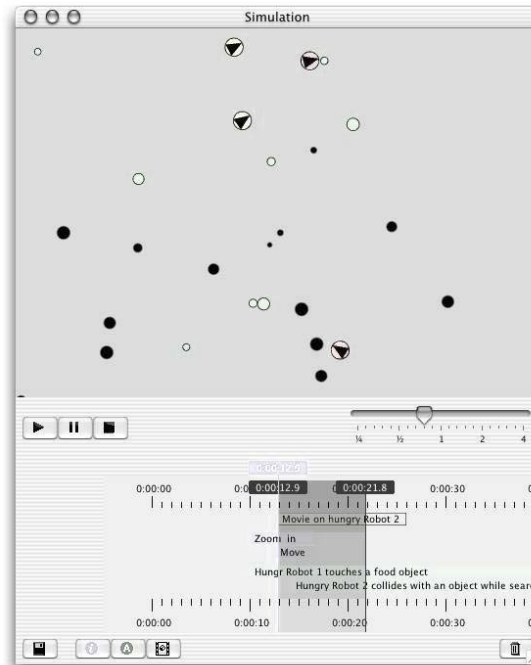 Simulation
¼ ½ 1 2 4
0:00:12.9
0:00:00 0:00:12.9 0:00:21.8 0:00:30
Movie on hungry Robot 2
Zoom in
Move
Hungr Robot 1 touches a food object
Hungry Robot 2 collides with an object while sear
0:00:00 0:00:10 0:00:20 0:00:30
A